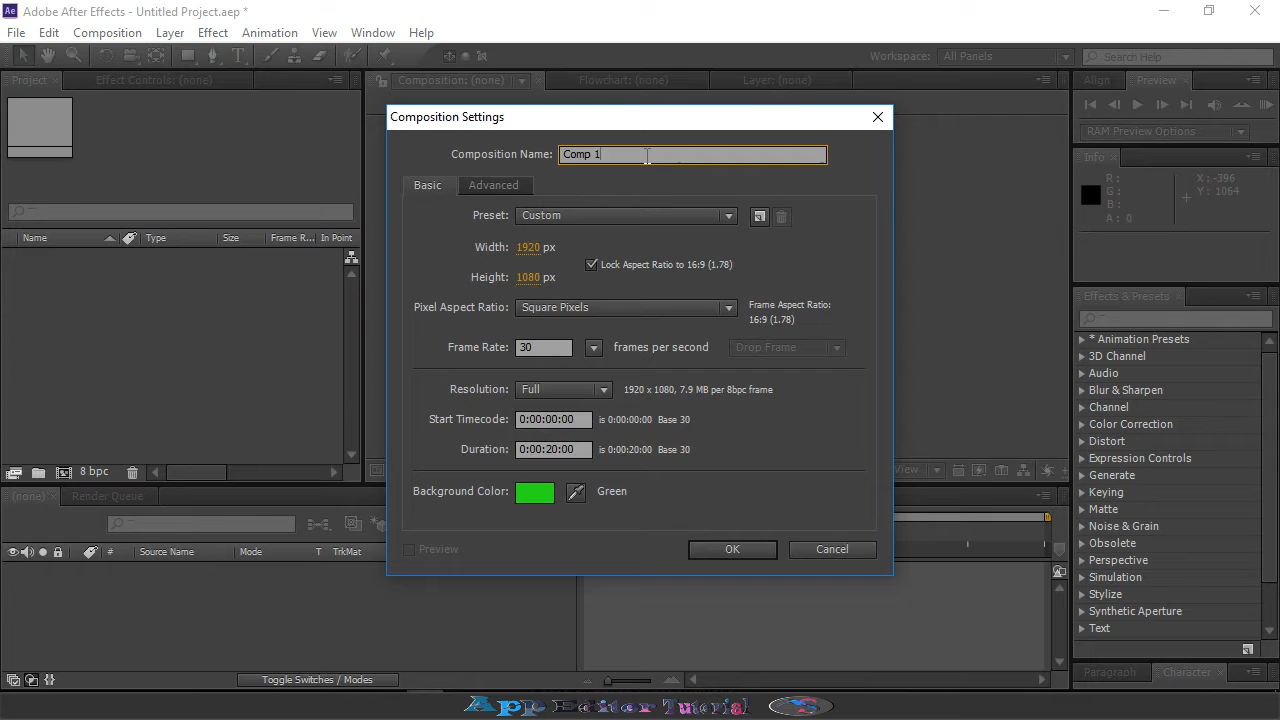 Adobe After Effects - Untitled Project.aep *
File Edit Composition Layer Effect Animation View Window Help
Workspace: All Panels Search Help
Project Effect Controls: (none) Composition: (none) Flowchart: (none) Layer: (none) Align Preview
RAM Preview Options
Info
R :
G :
B :
A : 0
X : -396
Y : 1064
Name Type Size Frame R... In Point
8 bpc
Effects & Presets
* Animation Presets
3D Channel
Audio
Blur & Sharpen
Channel
Color Correction
Distort
Expression Controls
Generate
Keying
Matte
Noise & Grain
Obsolete
Perspective
Simulation
Stylize
Synthetic Aperture
Text
Paragraph Character
Composition Settings
Composition Name: Comp 1
Basic Advanced
Preset: Custom
Width: 1920 px
Lock Aspect Ratio to 16:9 (1.78)
Height: 1080 px
Pixel Aspect Ratio: Square Pixels
Frame Aspect Ratio:
16:9 (1.78)
Frame Rate: 30 frames per second Drop Frame
Resolution: Full 1920 x 1080, 7.9 MB per 8bpc frame
Start Timecode: 0:00:00:00 is 0:00:00:00 Base 30
Duration: 0:00:20:00 is 0:00:20:00 Base 30
Background Color: Green
Preview OK Cancel
View
(none) Render Queue
# Source Name Mode T TrkMat
Toggle Switches / Modes
App Editor Tutorial